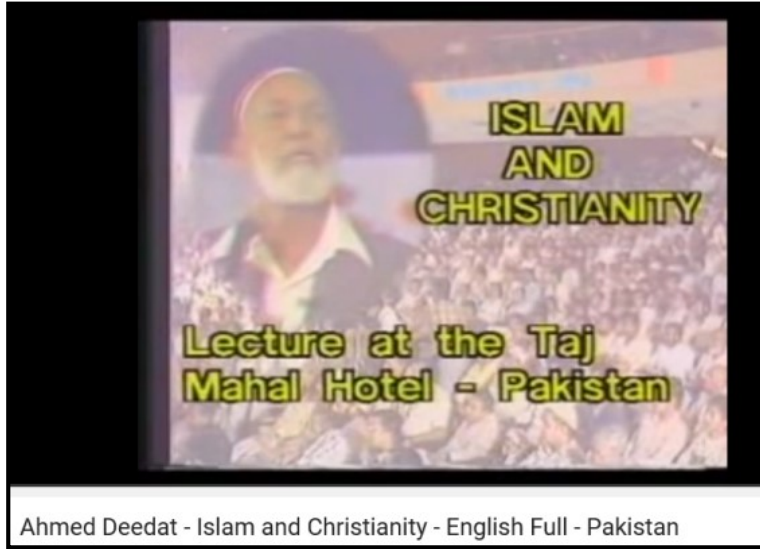 ISLAM
AND
CHRISTIANITY
Lecture at the Taj
Mahal Hotel - Pakistan
Ahmed Deedat - Islam and Christianity - English Full - Pakistan